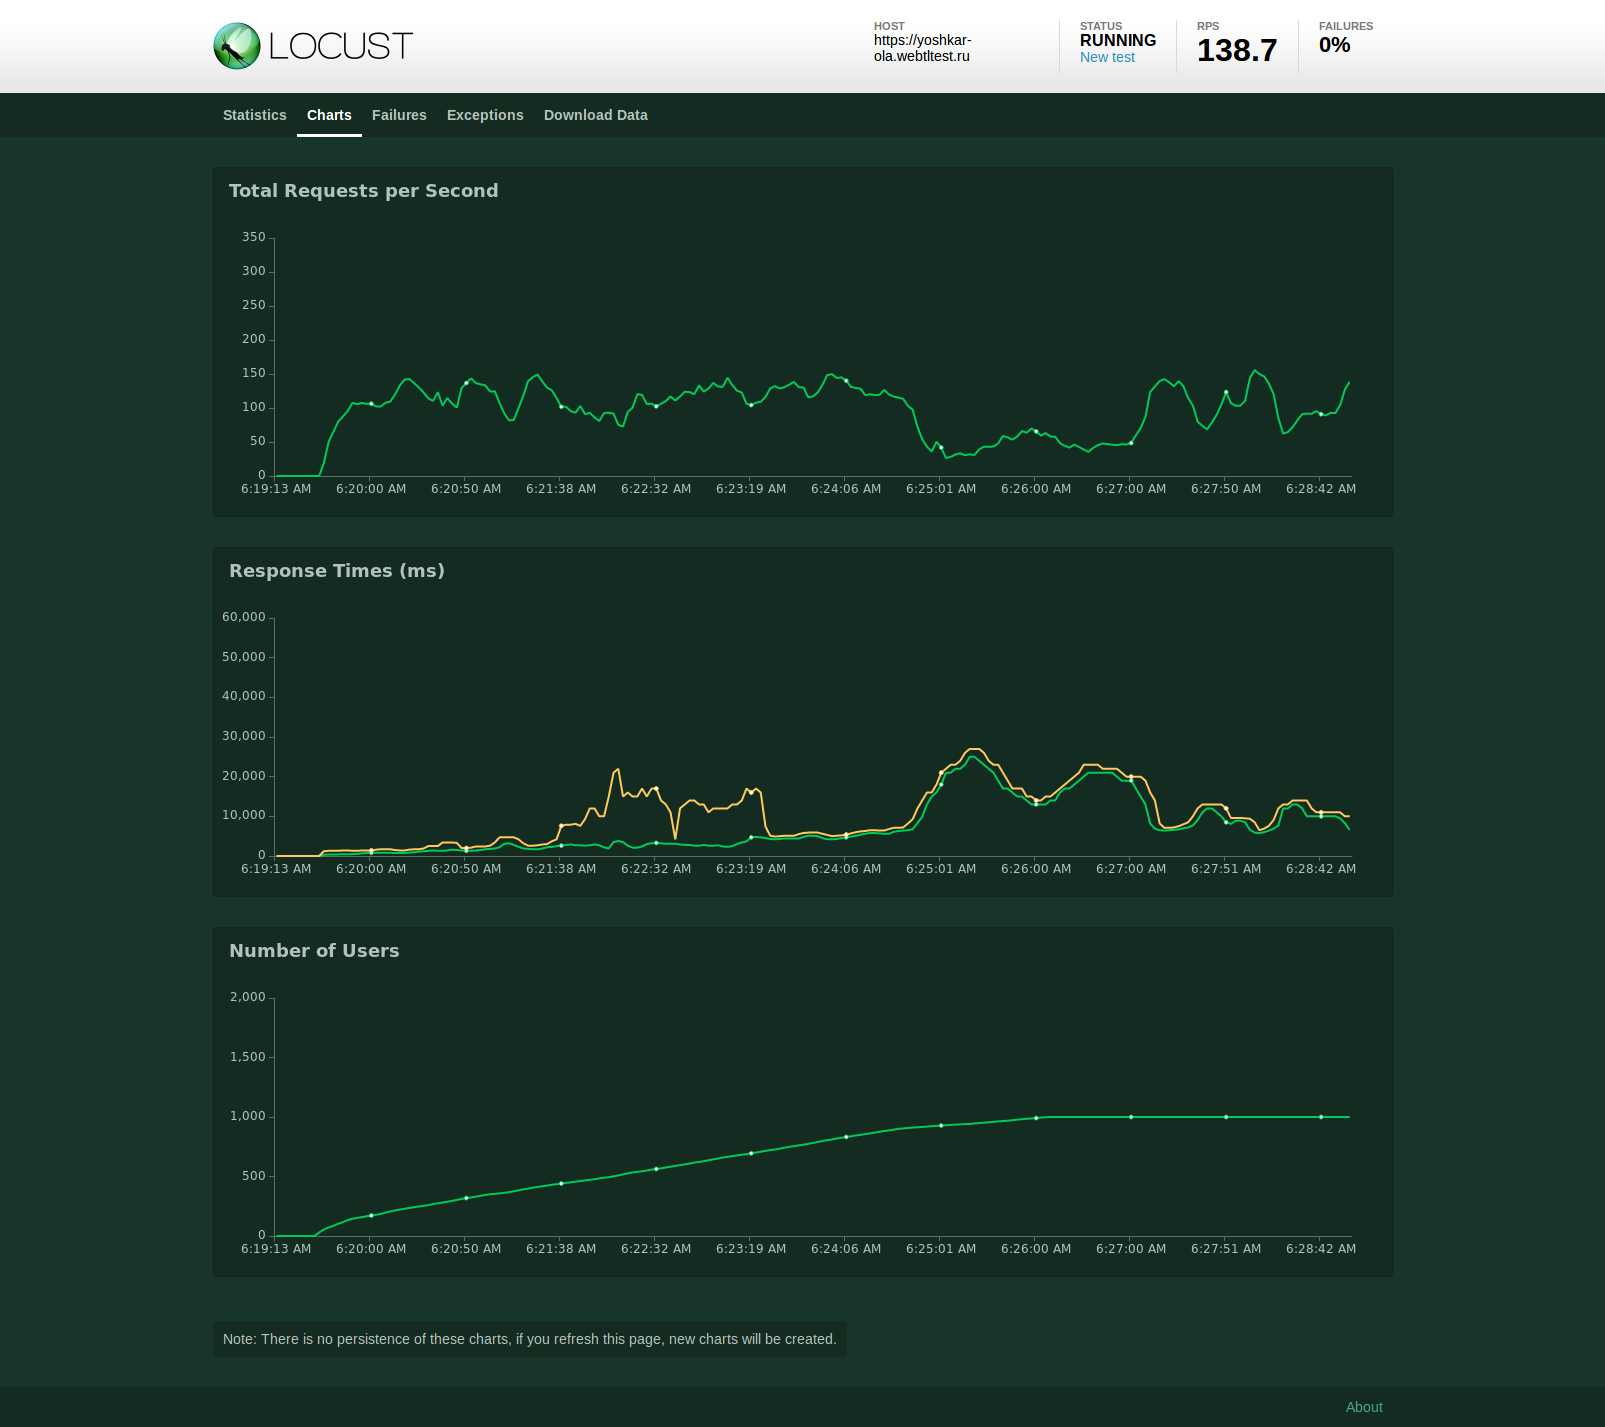 LOCUST
HOST
https://yoshkar-
ola.webtltest.ru
STATUS
RUNNING
New test
RPS
138.7
FAILURES
0%
Statistics Charts Failures Exceptions Download Data
Total Requests per Second
350
300
250
200
150
100
50
0
6:19:13 AM 6:20:00 AM 6:20:50 AM 6:21:38 AM 6:22:32 AM 6:23:19 AM 6:24:06 AM 6:25:01 AM 6:26:00 AM 6:27:00 AM 6:27:50 AM 6:28:42 AM
Response Times (ms)
60,000
50,000
40,000
30,000
20,000
10,000
0
6:19:13 AM 6:20:00 AM 6:20:50 AM 6:21:38 AM 6:22:32 AM 6:23:19 AM 6:24:06 AM 6:25:01 AM 6:26:00 AM 6:27:00 AM 6:27:51 AM 6:28:42 AM
Number of Users
2,000
1,500
1,000
500
0
6:19:13 AM 6:20:00 AM 6:20:50 AM 6:21:38 AM 6:22:32 AM 6:23:19 AM 6:24:06 AM 6:25:01 AM 6:26:00 AM 6:27:00 AM 6:27:51 AM 6:28:42 AM
Note: There is no persistence of these charts, if you refresh this page, new charts will be created.
About